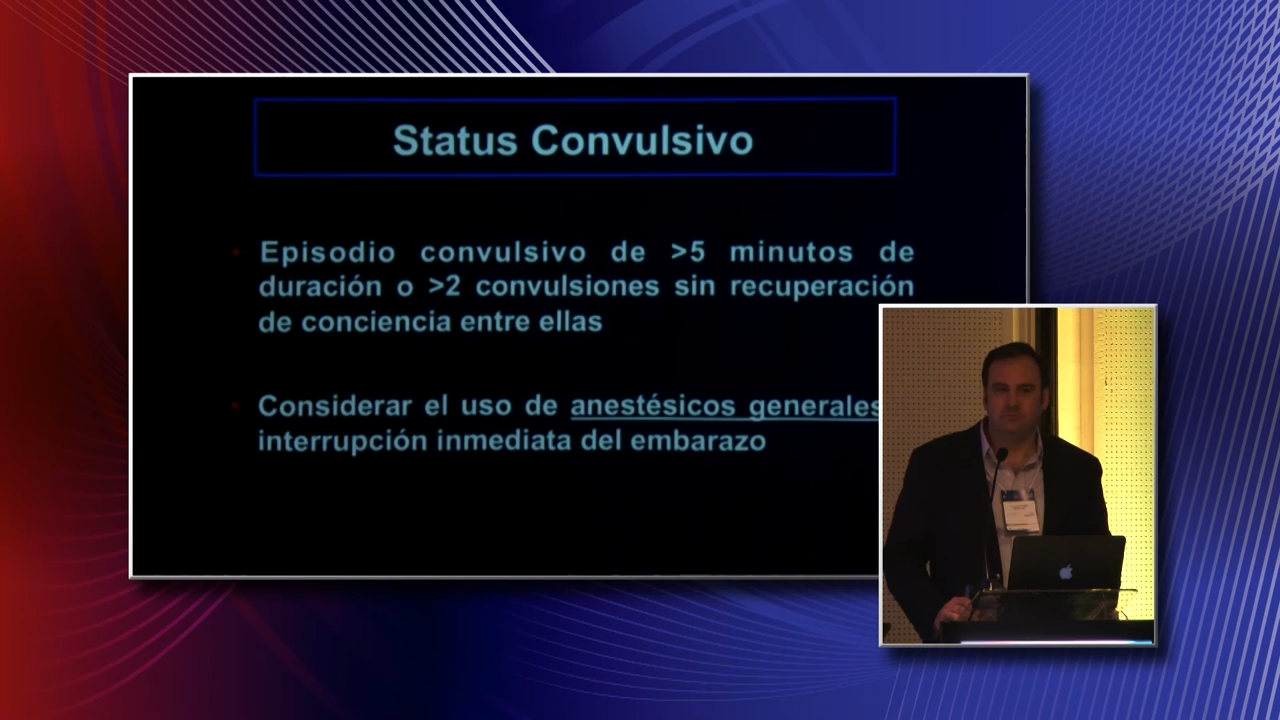 Status Convulsivo
Episodio convulsivo de >5 minutos de
duración o >2 convulsiones sin recuperación
de conciencia entre ellas
Considerar el uso de anestésicos generales
interrupción inmediata del embarazo